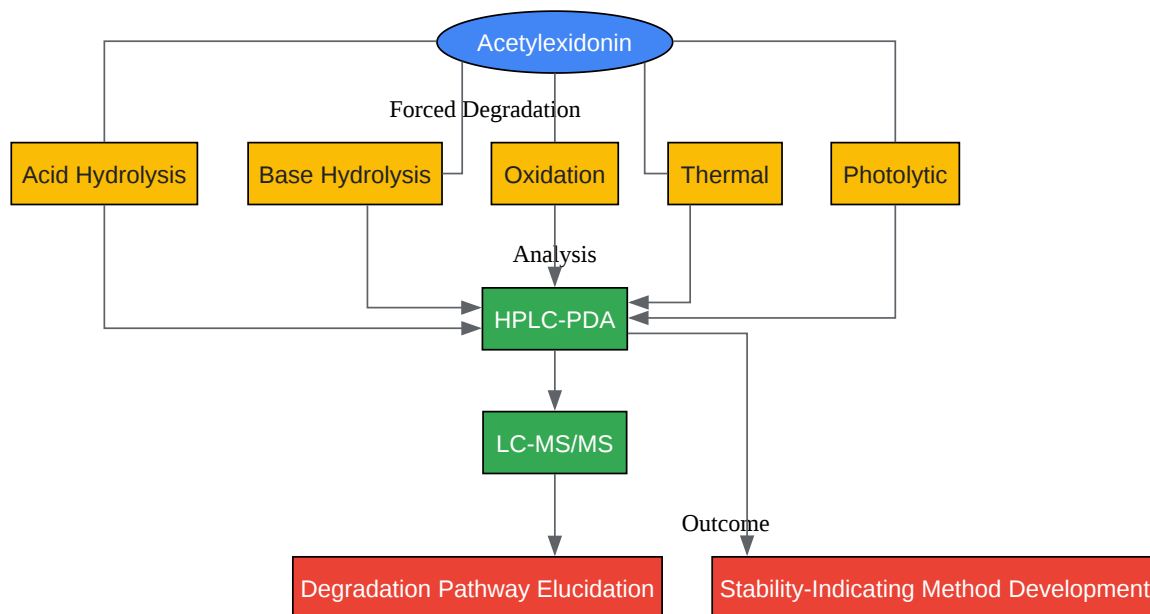 Acetylexidonin
Forced Degradation
Acid Hydrolysis
Base Hydrolysis
Oxidation
Thermal
Photolytic
Analysis
HPLC-PDA
LC-MS/MS
Outcome
Degradation Pathway Elucidation
Stability-Indicating Method Development